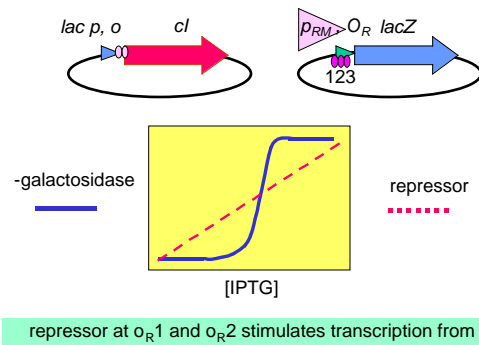 lac p, o cI
pRM, OR lacZ
123
-galactosidase
repressor
[IPTG]
repressor at oR1 and oR2 stimulates transcription from